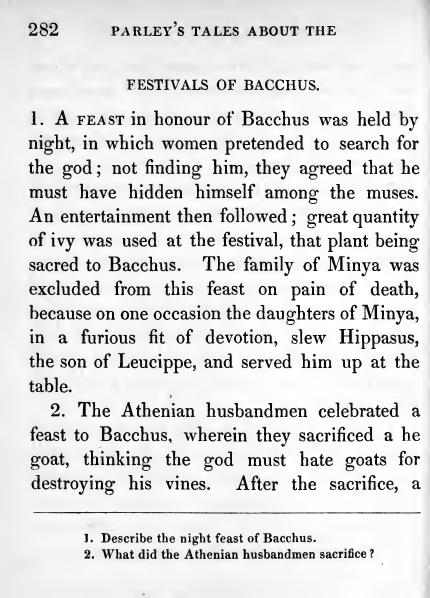 282 PARLEY'S TALES ABOUT THE
FESTIVALS OF BACCHUS.
1. A FEAST in honour of Bacchus was held by
night, in which women pretended to search for
the god; not finding him, they agreed that he
must have hidden himself among the muses.
An entertainment then followed; great quantity
of ivy was used at the festival, that plant being
sacred to Bacchus. The family of Minya was
excluded from this feast on pain of death,
because on one occasion the daughters of Minya,
in a furious fit of devotion, slew Hippasus,
the son of Leucippe, and served him up at the
table.
2. The Athenian husbandmen celebrated a
feast to Bacchus, wherein they sacrificed a he
goat, thinking the god must hate goats for
destroying his vines. After the sacrifice, a
1. Describe the night feast of Bacchus.
2. What did the Athenian husbandmen sacrifice?